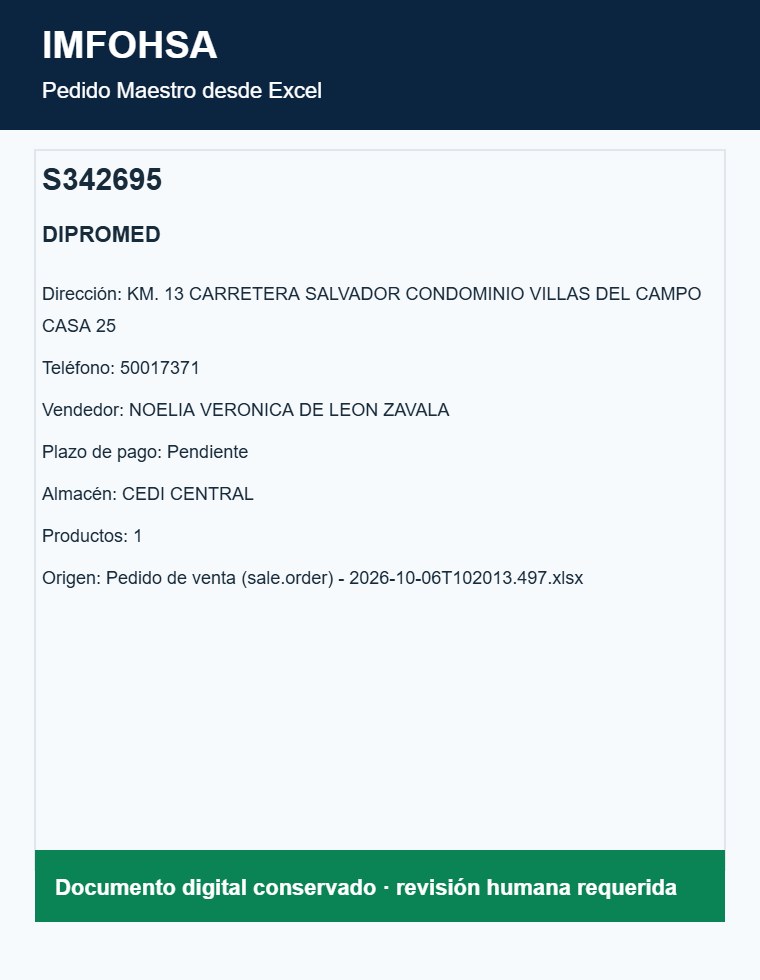 IMFOHSA
Pedido Maestro desde Excel
S342695
DIPROMED
Dirección: KM. 13 CARRETERA SALVADOR CONDOMINIO VILLAS DEL CAMPO
CASA 25
Teléfono: 50017371
Vendedor: NOELIA VERONICA DE LEON ZAVALA
Plazo de pago: Pendiente
Almacén: CEDI CENTRAL
Productos: 1
Origen: Pedido de venta (sale.order) - 2026-10-06T102013.497.xlsx
Documento digital conservado · revisión humana requerida